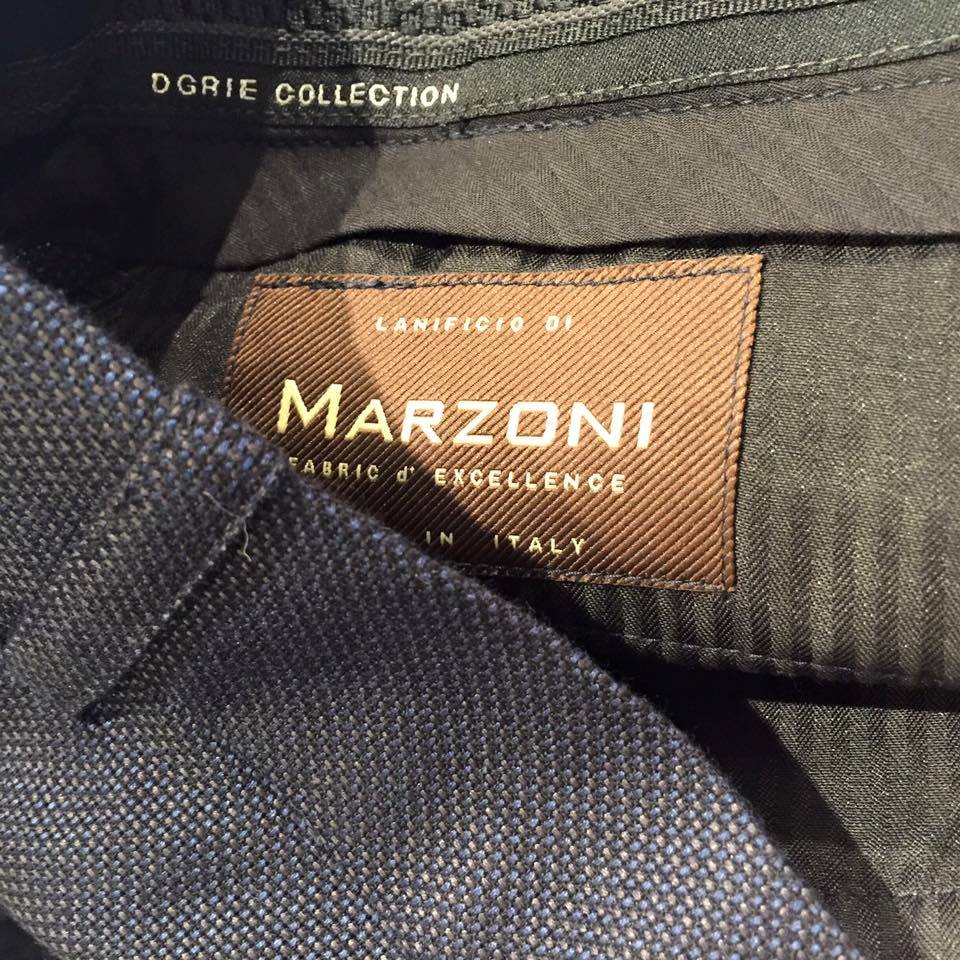 DGRIE COLLECTION
LANIFICIO DI
MARZONI
FABRIC d' EXCELLENCE
IN ITALY